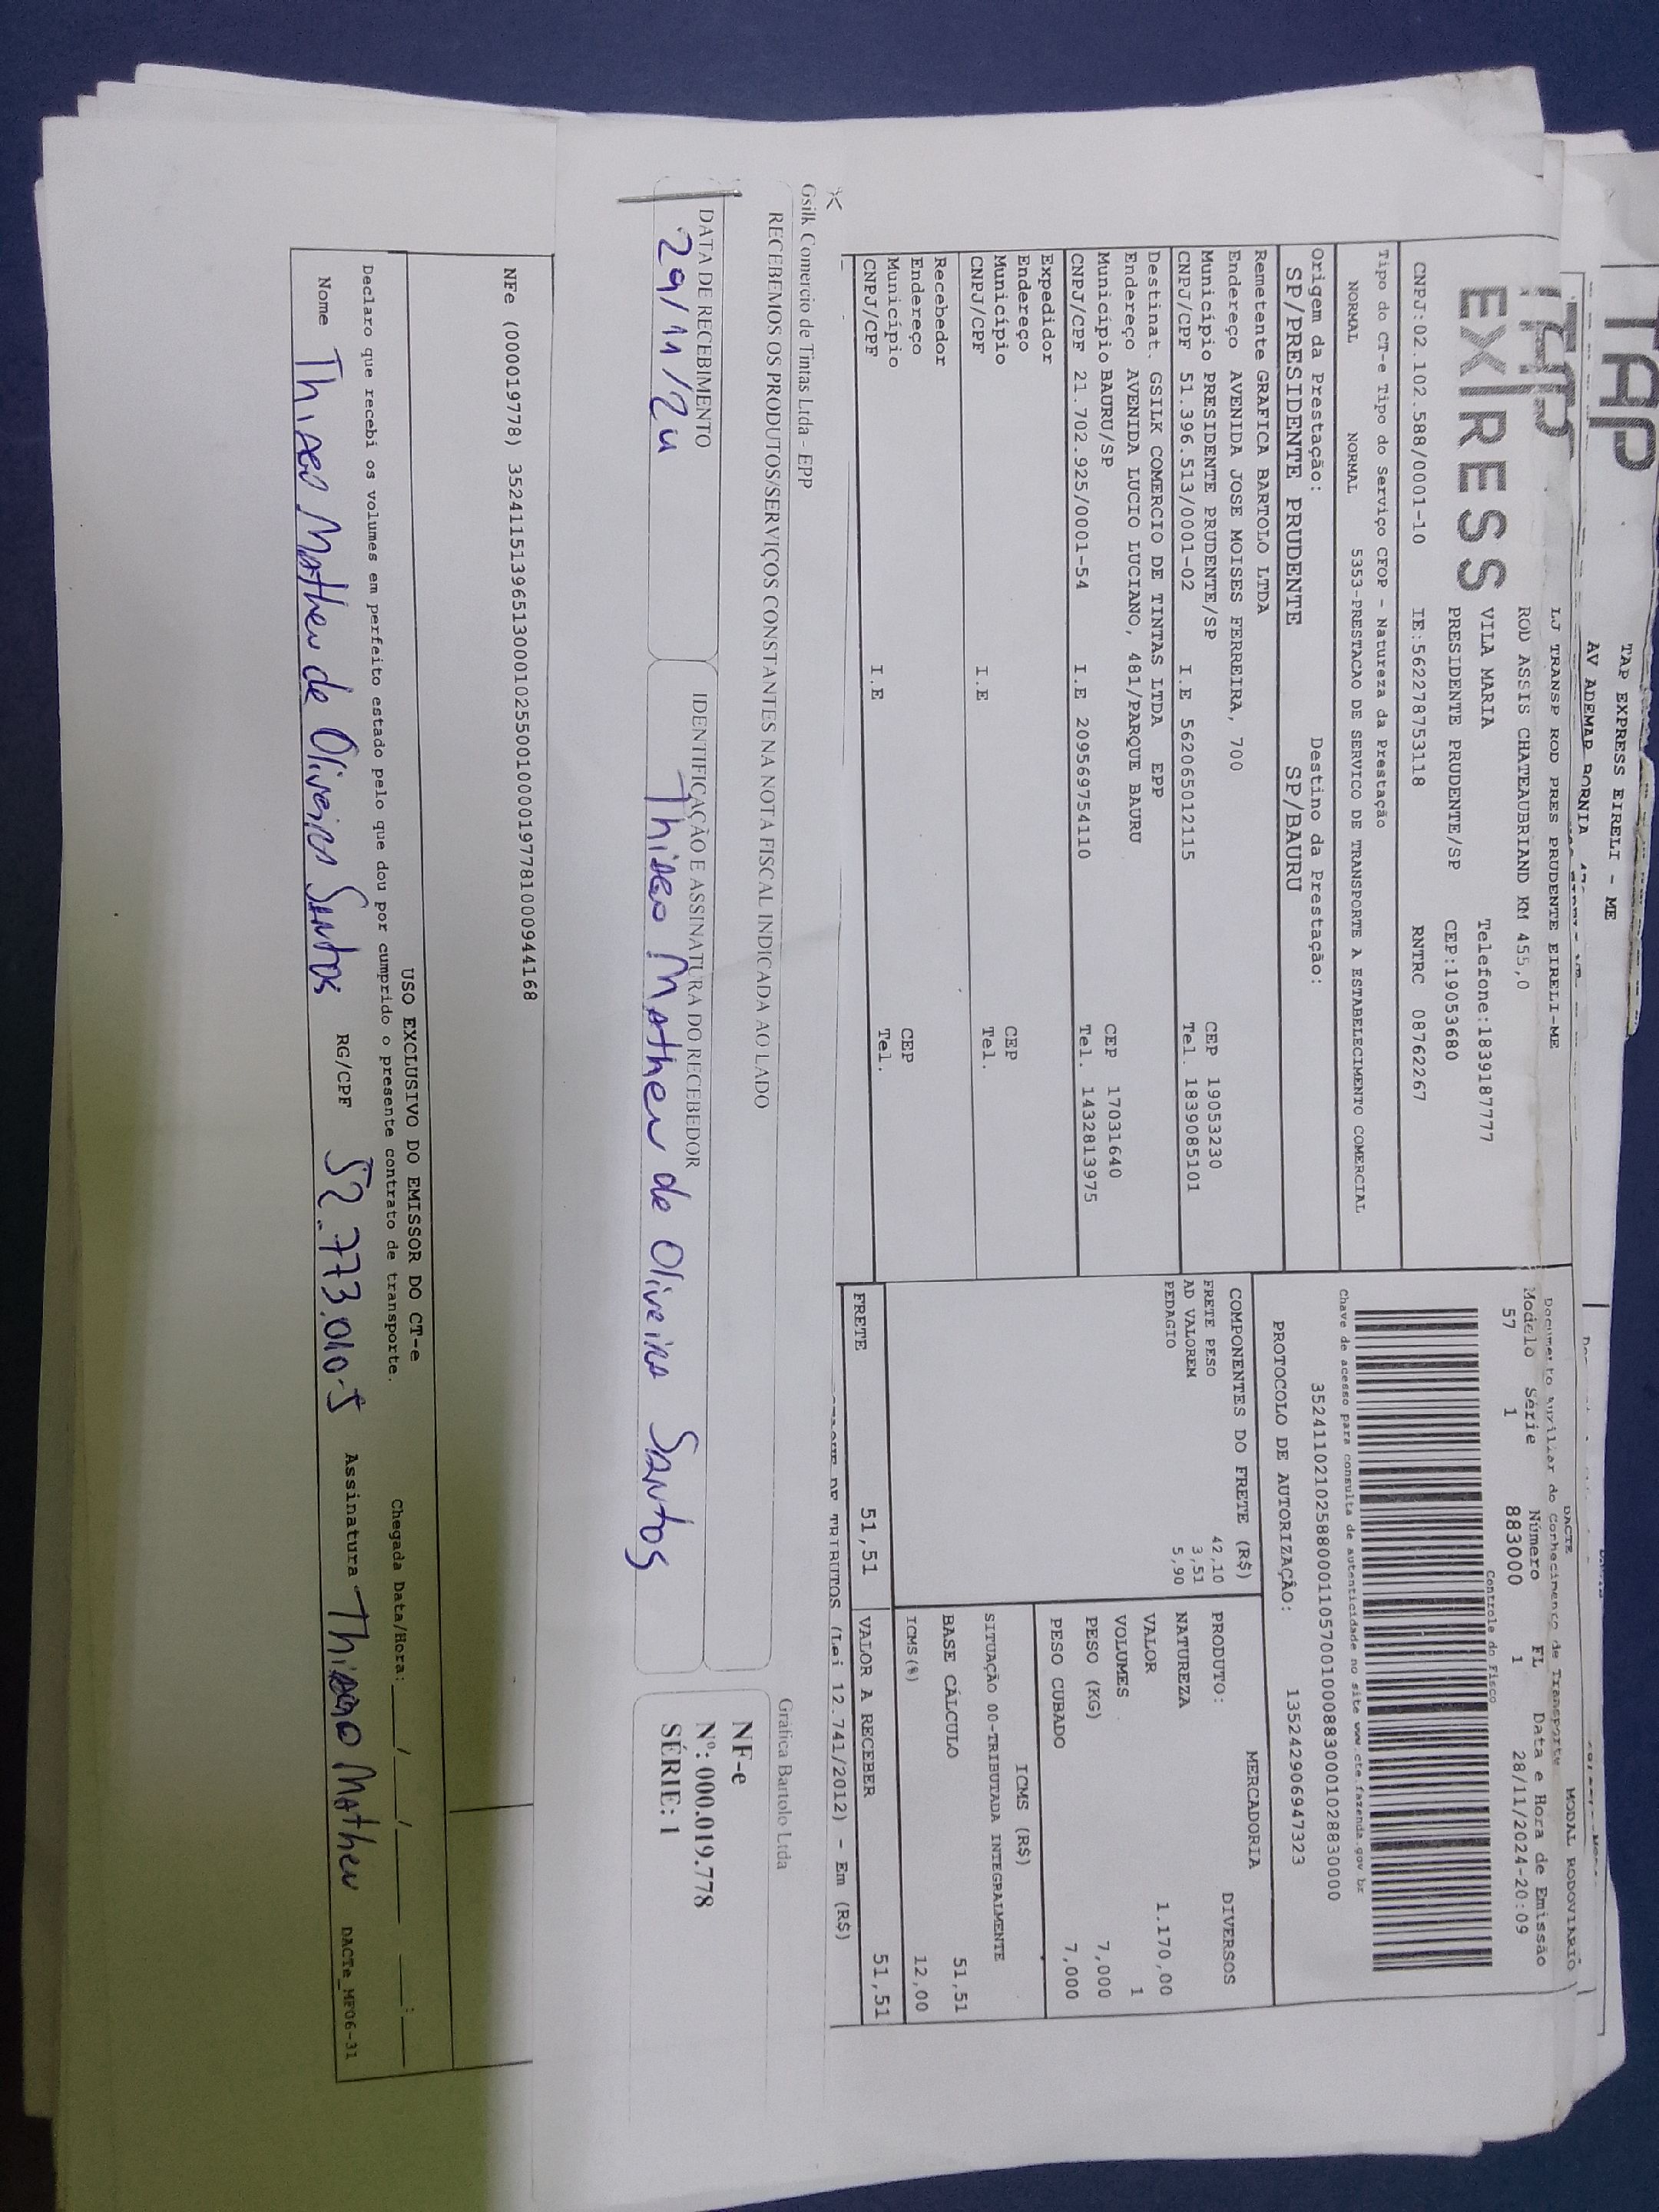 TAP
TAP EXPRESS EIRELI - ME
AV ADEMAR BORNIA
EXPRESS
LJ TRANSP ROD PRES PRUDENTE EIRELI-ME
ROD ASSIS CHATEAUBRIAND KM 455,0
VILA MARIA Telefone:1839187777
PRESIDENTE PRUDENTE/SP CEP:19053680
CNPJ:02.102.588/0001-10 IE:562278753118 RNTRC 08762267
DACTE MODAL RODOVIARIO
Documento Auxiliar do Conhecimento de Transporte
Modelo Série Número FL Data e Hora de Emissão
57 1 883000 1 28/11/2024-20:09
Controle do Fisco
Chave de acesso para consulta de autenticidade no site www.cte.fazenda.gov.br
35241102102588000110570010008830001028830000
PROTOCOLO DE AUTORIZAÇÃO: 135242906947323
Tipo do CT-e Tipo do Serviço CFOP - Natureza da Prestação
NORMAL NORMAL 5353-PRESTACAO DE SERVICO DE TRANSPORTE A ESTABELECIMENTO COMERCIAL
Origem da Prestação: Destino da Prestação:
SP/PRESIDENTE PRUDENTE SP/BAURU
Remetente GRAFICA BARTOLO LTDA
Endereço AVENIDA JOSE MOISES FERREIRA, 700
Município PRESIDENTE PRUDENTE/SP CEP 19053230
CNPJ/CPF 51.396.513/0001-02 I.E 562065012115 Tel. 1839085101
Destinat. GSILK COMERCIO DE TINTAS LTDA EPP
Endereço AVENIDA LUCIO LUCIANO, 481/PARQUE BAURU
Município BAURU/SP CEP 17031640
CNPJ/CPF 21.702.925/0001-54 I.E 209569754110 Tel. 1432813975
Expedidor
Endereço
Município CEP
CNPJ/CPF I.E Tel.
Recebedor
Endereço
Município CEP
CNPJ/CPF I.E Tel.
COMPONENTES DO FRETE (R$)
FRETE PESO 42,10
AD VALOREM 3,51
PEDAGIO 5,90
MERCADORIA
PRODUTO: DIVERSOS
NATUREZA
VALOR 1.170,00
VOLUMES 1
PESO (KG) 7,000
PESO CUBADO 7,000
ICMS (R$)
SITUAÇÃO 00-TRIBUTADA INTEGRALMENTE
BASE CÁLCULO 51,51
ICMS(%) 12,00
FRETE 51,51 VALOR A RECEBER 51,51
DE TRIBUTOS (Lei 12.741/2012) - Em (R$)
Gsilk Comercio de Tintas Ltda - EPP Gráfica Bartolo Ltda
RECEBEMOS OS PRODUTOS/SERVIÇOS CONSTANTES NA NOTA FISCAL INDICADA AO LADO
DATA DE RECEBIMENTO IDENTIFICAÇÃO E ASSINATURA DO RECEBEDOR
29/11/24 Thiago Matheu de Oliveira Santos
NF-e
Nº: 000.019.778
SÉRIE: 1
NFe (000019778) 35241151396513000102550010000197781000944168
USO EXCLUSIVO DO EMISSOR DO CT-e
Declaro que recebi os volumes em perfeito estado pelo que dou por cumprido o presente contrato de transporte. Chegada Data/Hora: ____/____/____ ___:___
Nome Thiago Matheu de Oliveira Santos RG/CPF 52.773.010-5 Assinatura Thiago Matheu DACTe_MF06-31